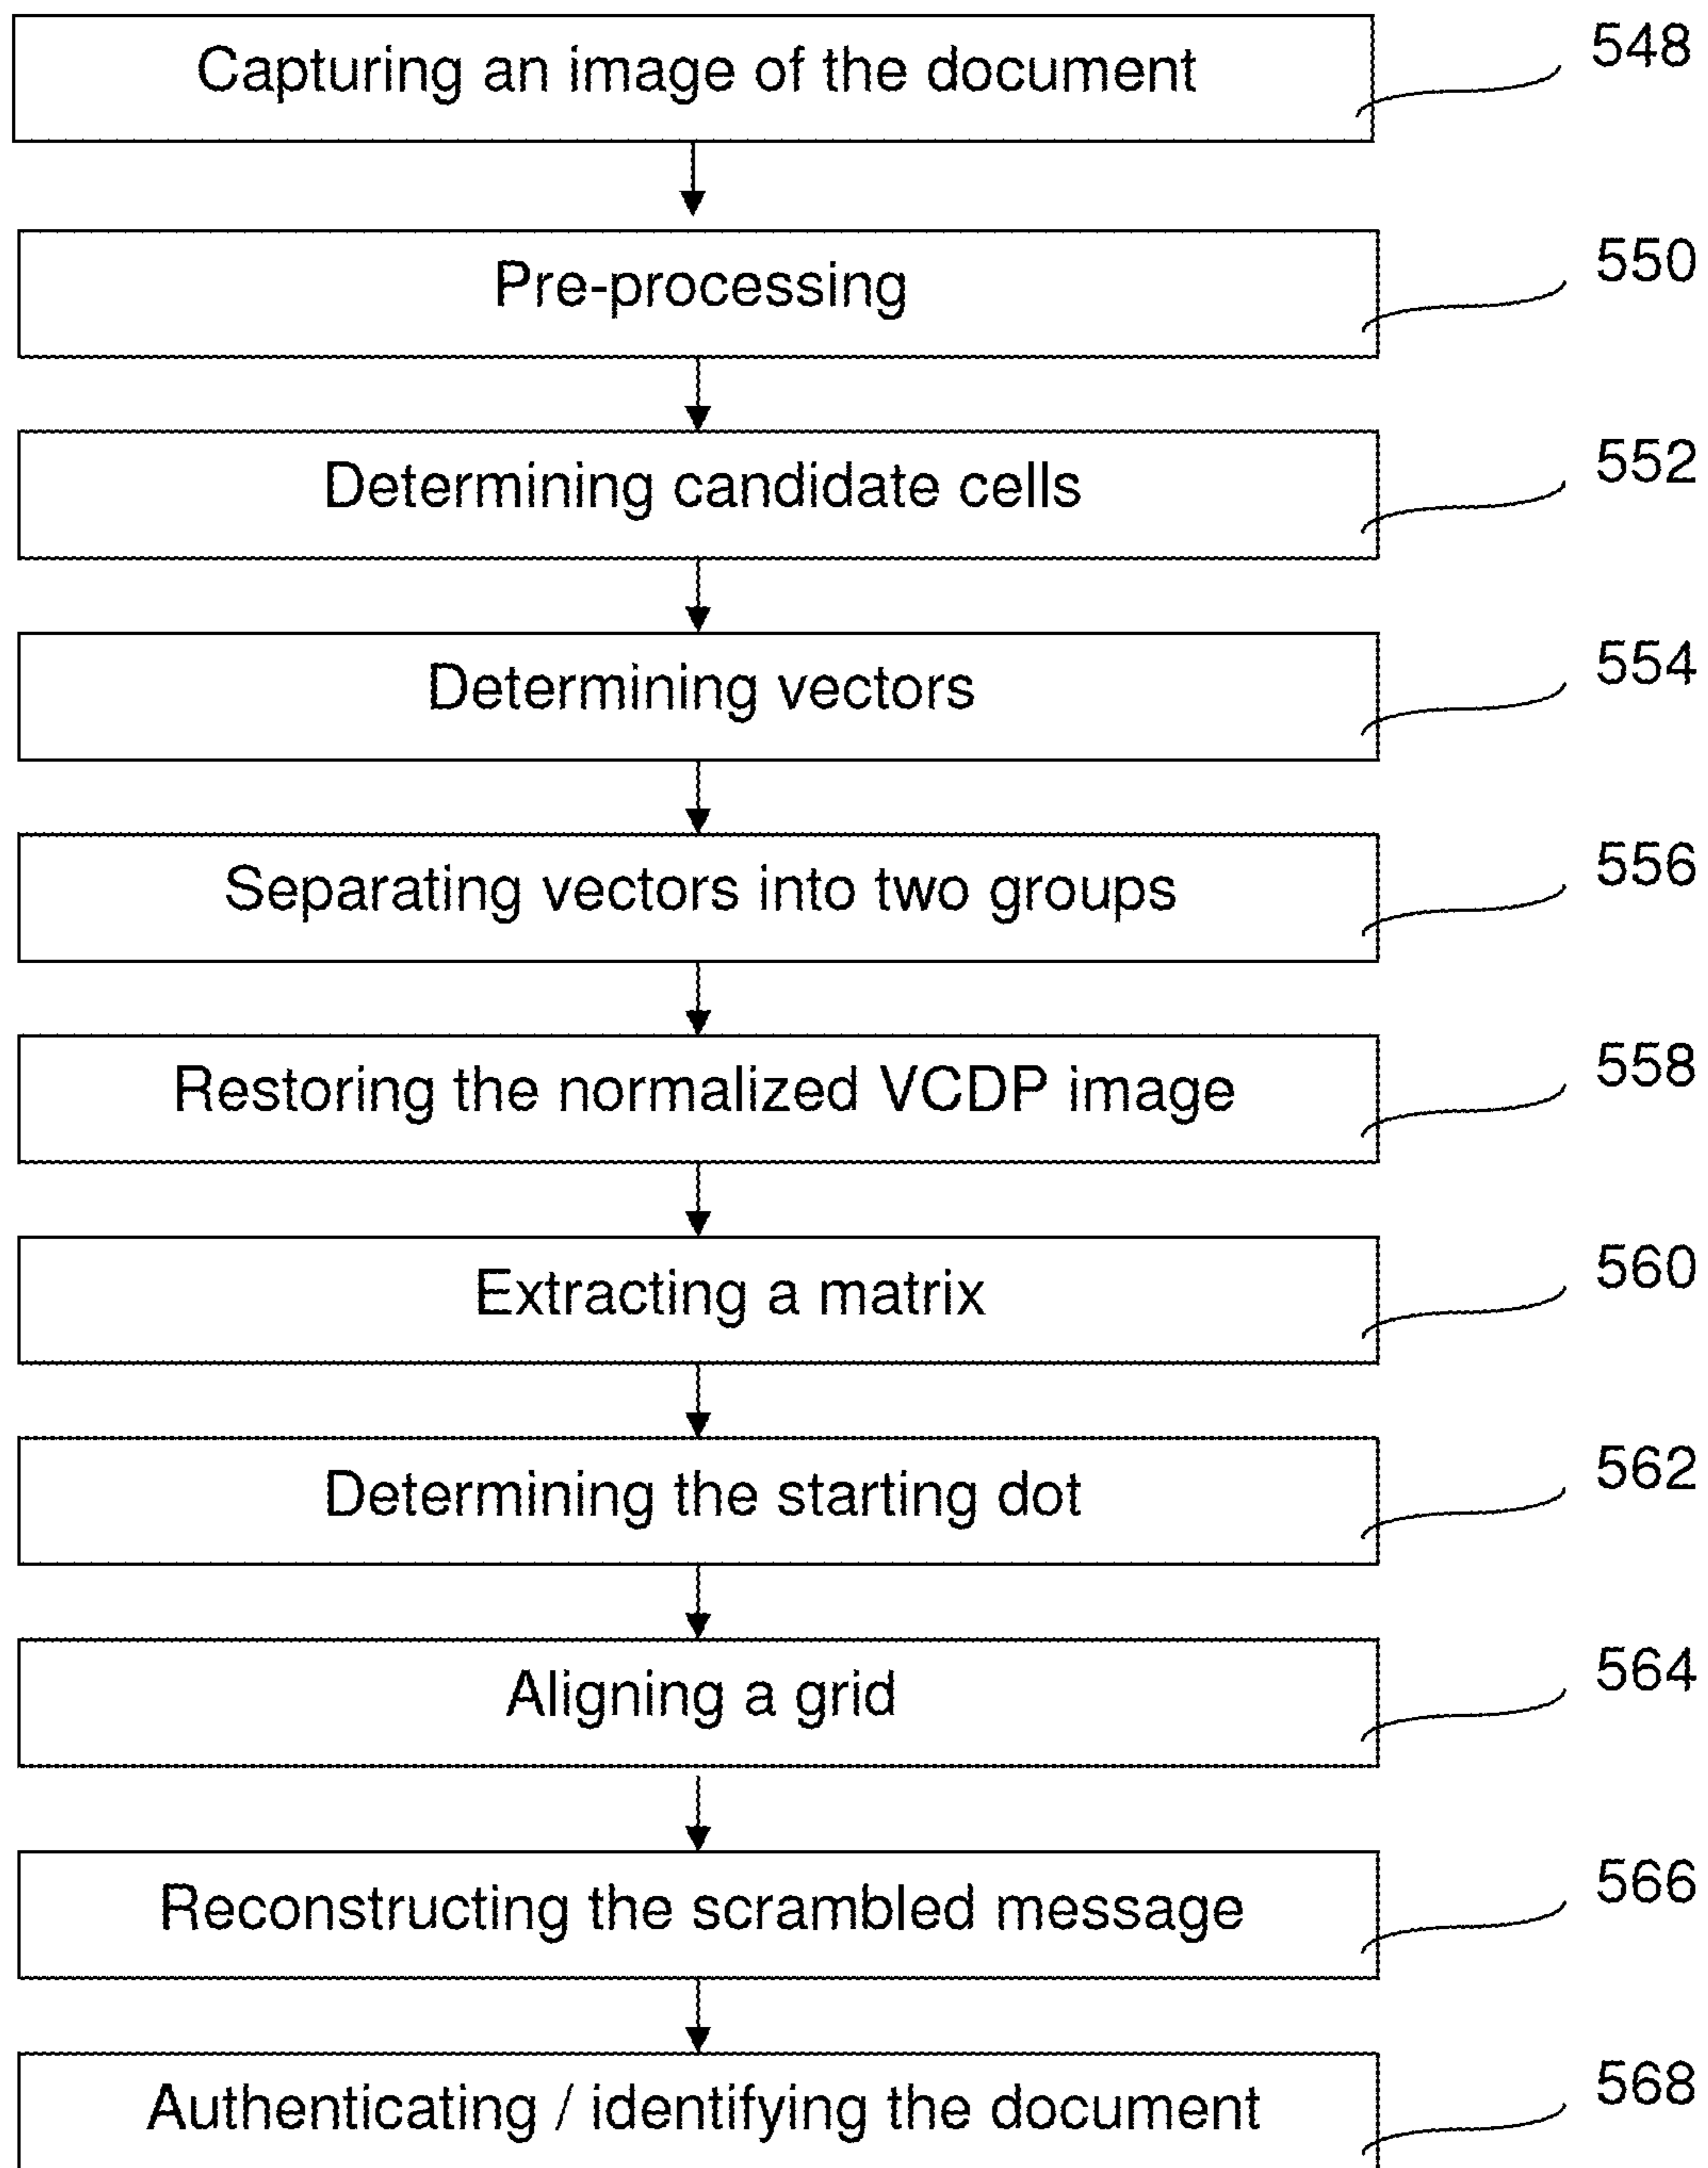 Capturing an image of the document 548
Pre-processing 550
Determining candidate cells 552
Determining vectors 554
Separating vectors into two groups 556
Restoring the normalized VCDP image 558
Extracting a matrix 560
Determining the starting dot 562
Aligning a grid 564
Reconstructing the scrambled message 566
Authenticating / identifying the document 568